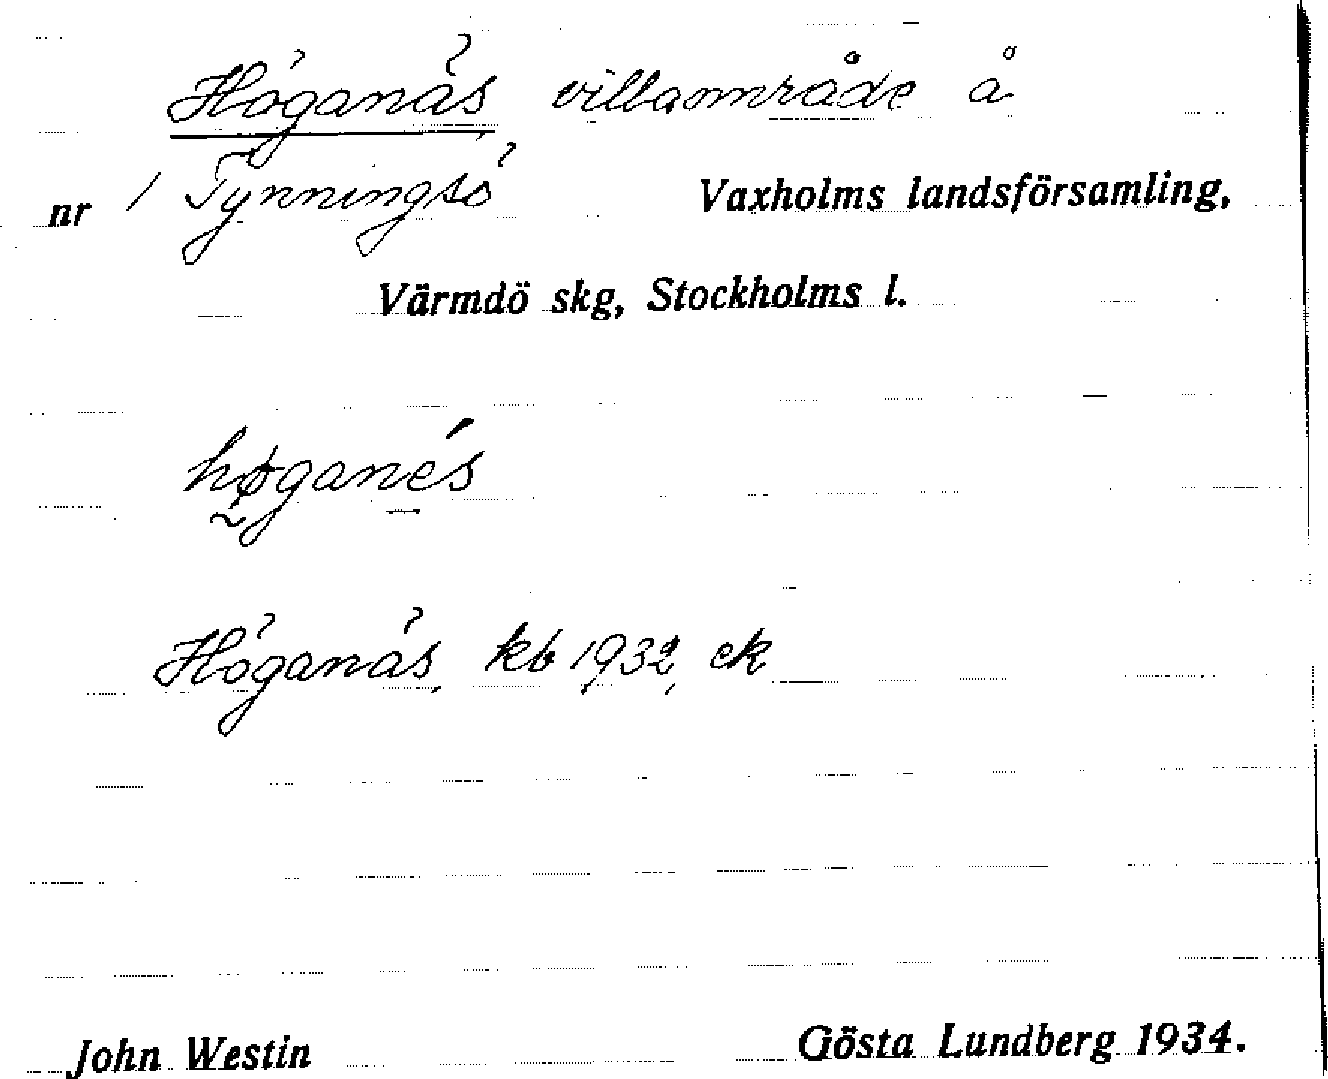 Höganäs villaområde å
nr 1 Tynningsö Vaxholms landsförsamling,
Värmdö skg, Stockholms l.
høganés
Höganäs, kb 1932, ek
John Westin Gösta Lundberg 1934.